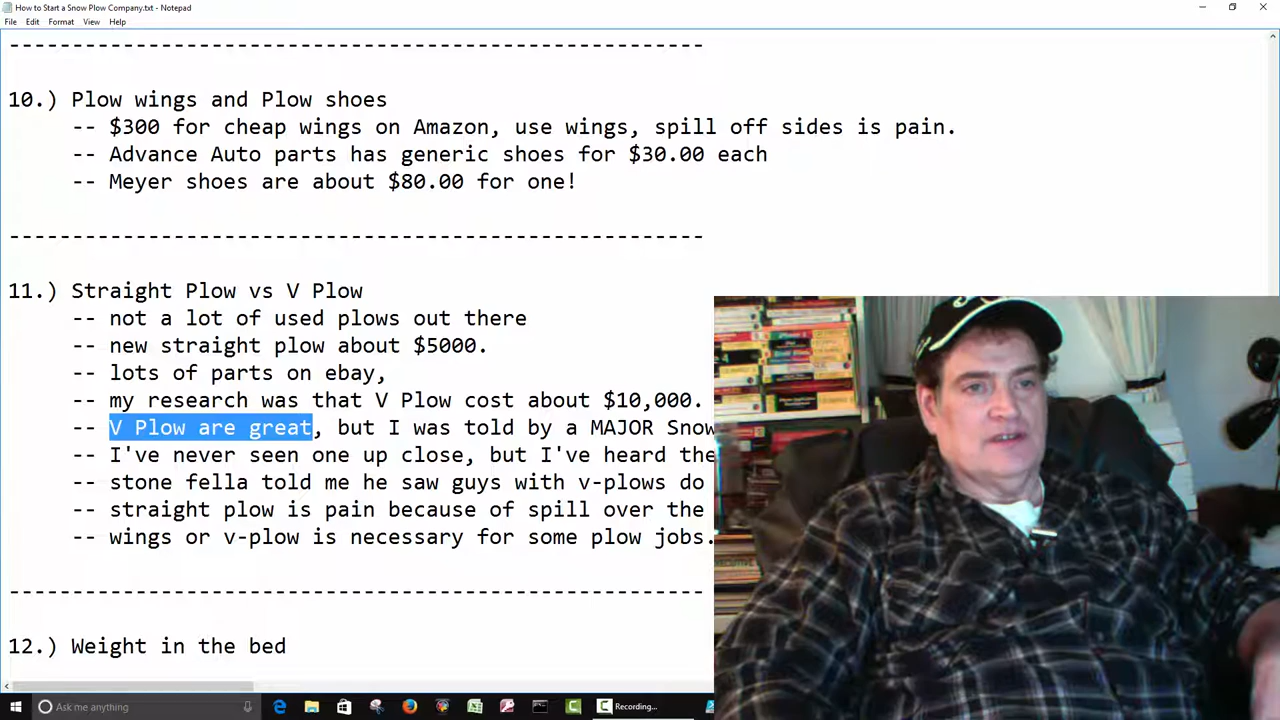 How to Start a Snow Plow Company.txt - Notepad
File Edit Format View Help
-------------------------------------------------------
10.) Plow wings and Plow shoes
-- $300 for cheap wings on Amazon, use wings, spill off sides is pain.
-- Advance Auto parts has generic shoes for $30.00 each
-- Meyer shoes are about $80.00 for one!
-------------------------------------------------------
11.) Straight Plow vs V Plow
-- not a lot of used plows out there
-- new straight plow about $5000.
-- lots of parts on ebay,
-- my research was that V Plow cost about $10,000.
-- V Plow are great, but I was told by a MAJOR Snow
-- I've never seen one up close, but I've heard the
-- stone fella told me he saw guys with v-plows do
-- straight plow is pain because of spill over the
-- wings or v-plow is necessary for some plow jobs.
-------------------------------------------------------
12.) Weight in the bed
Ask me anything
Recording...